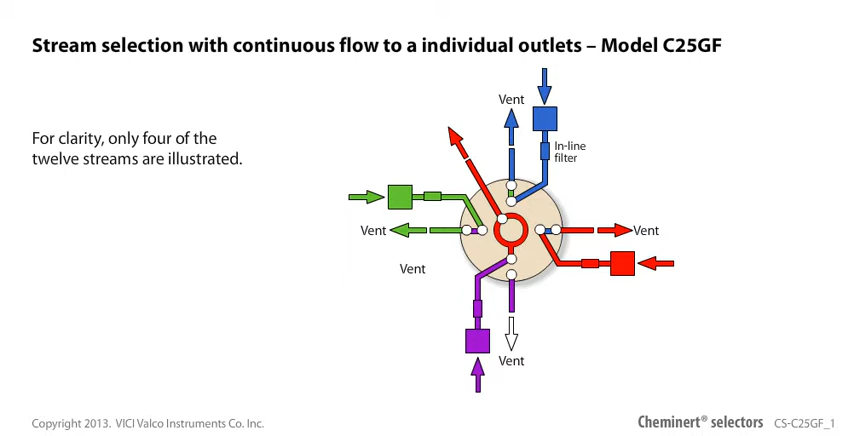 Stream selection with continuous flow to a individual outlets – Model C25GF
For clarity, only four of the
twelve streams are illustrated.
Vent
In-line
filter
Vent
Vent
Vent
Vent
Copyright 2013. VICI Valco Instruments Co. Inc.
Cheminert® selectors CS-C25GF_1